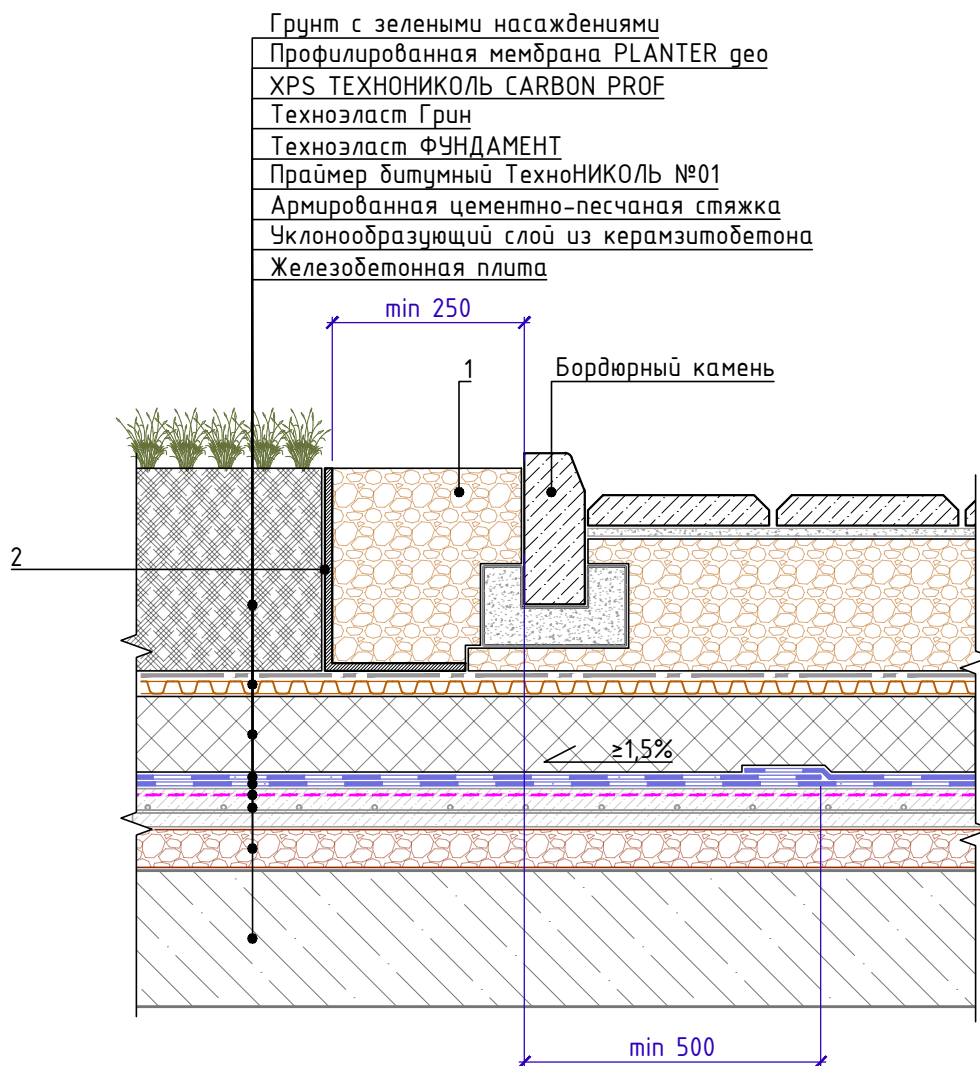 Грунт с зелеными насаждениями
Профилированная мембрана PLANTER geo
XPS ТЕХНОНИКОЛЬ CARBON PROF
Техноэласт Грин
Техноэласт ФУНДАМЕНТ
Праймер битумный ТехноНИКОЛЬ №01
Армированная цементно-песчаная стяжка
Уклонообразующий слой из керамзитобетона
Железобетонная плита
min 250
1
Бордюрный камень
2
≥1,5%
min 500